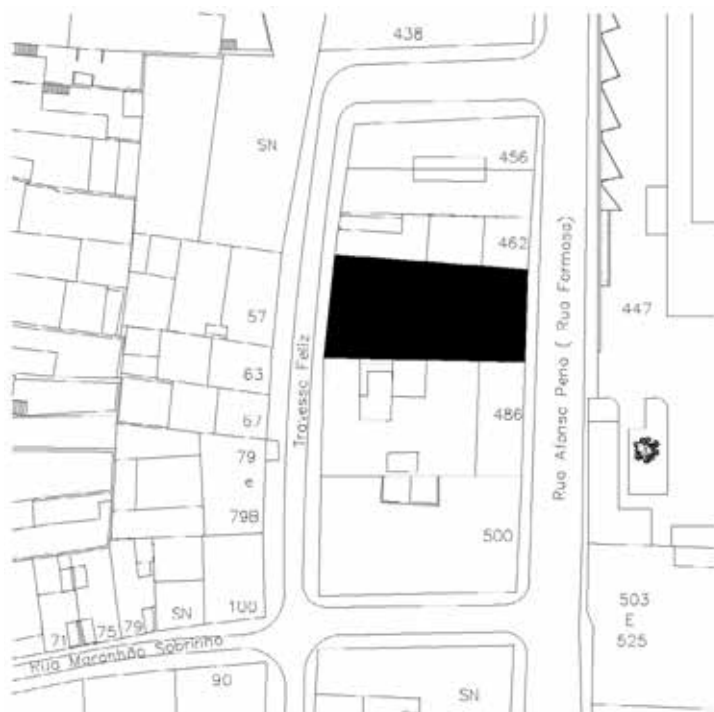 438
SN
456
462
447
57
63
67
Travessa Feliz
Rua Afonso Pena ( Rua Formosa)
486
79
e
79B
500
503
E
525
71
75
79
SN
100
Rua Maranhão Sobrinho
90
SN